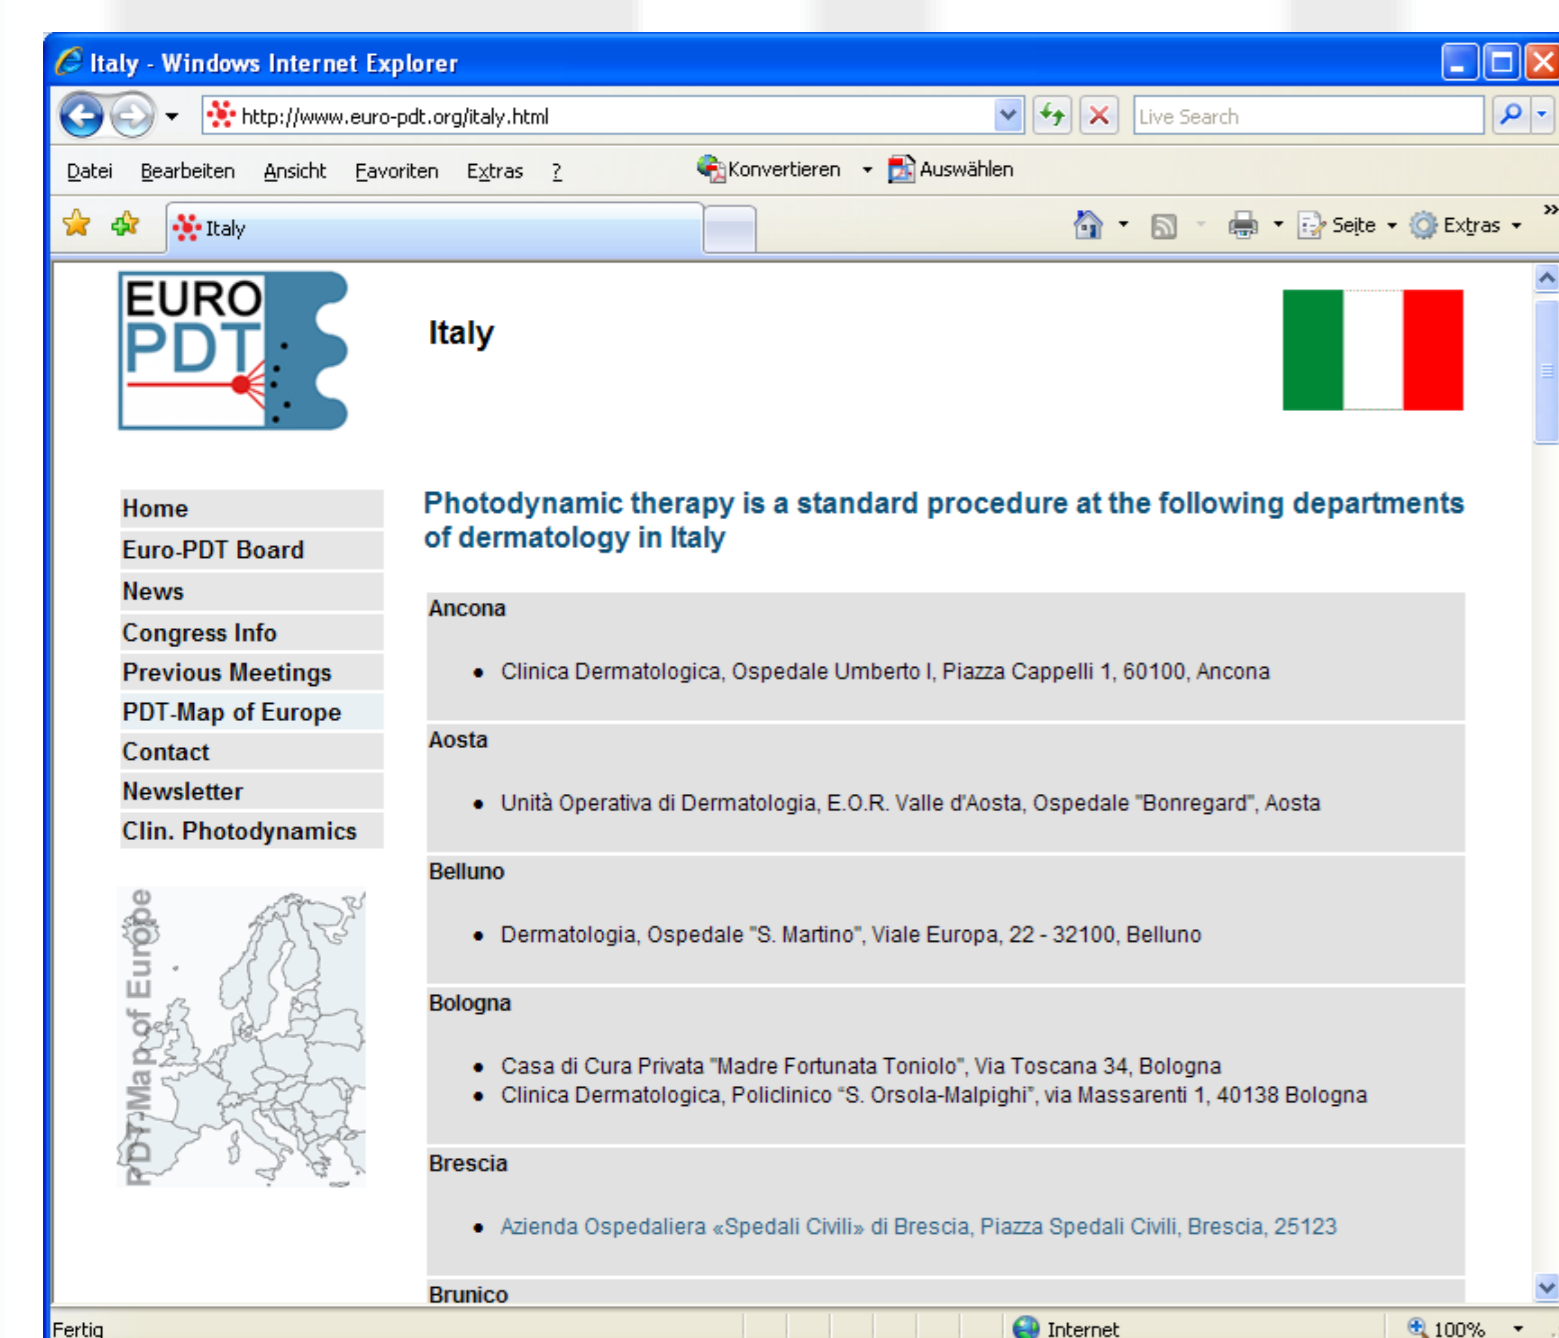 Italy - Windows Internet Explorer
http://www.euro-pdt.org/italy.html
Live Search
Datei Bearbeiten Ansicht Favoriten Extras ? Konvertieren Auswählen
Italy
Seite Extras »
EURO
PDT
Italy
Home
Euro-PDT Board
News
Congress Info
Previous Meetings
PDT-Map of Europe
Contact
Newsletter
Clin. Photodynamics
PDT-Map of Europe
Photodynamic therapy is a standard procedure at the following departments
of dermatology in Italy
Ancona
• Clinica Dermatologica, Ospedale Umberto I, Piazza Cappelli 1, 60100, Ancona
Aosta
• Unità Operativa di Dermatologia, E.O.R. Valle d'Aosta, Ospedale "Bonregard", Aosta
Belluno
• Dermatologia, Ospedale "S. Martino", Viale Europa, 22 - 32100, Belluno
Bologna
• Casa di Cura Privata "Madre Fortunata Toniolo", Via Toscana 34, Bologna
• Clinica Dermatologica, Policlinico “S. Orsola-Malpighi”, via Massarenti 1, 40138 Bologna
Brescia
• Azienda Ospedaliera «Spedali Civili» di Brescia, Piazza Spedali Civili, Brescia, 25123
Brunico
Fertig
Internet
100%